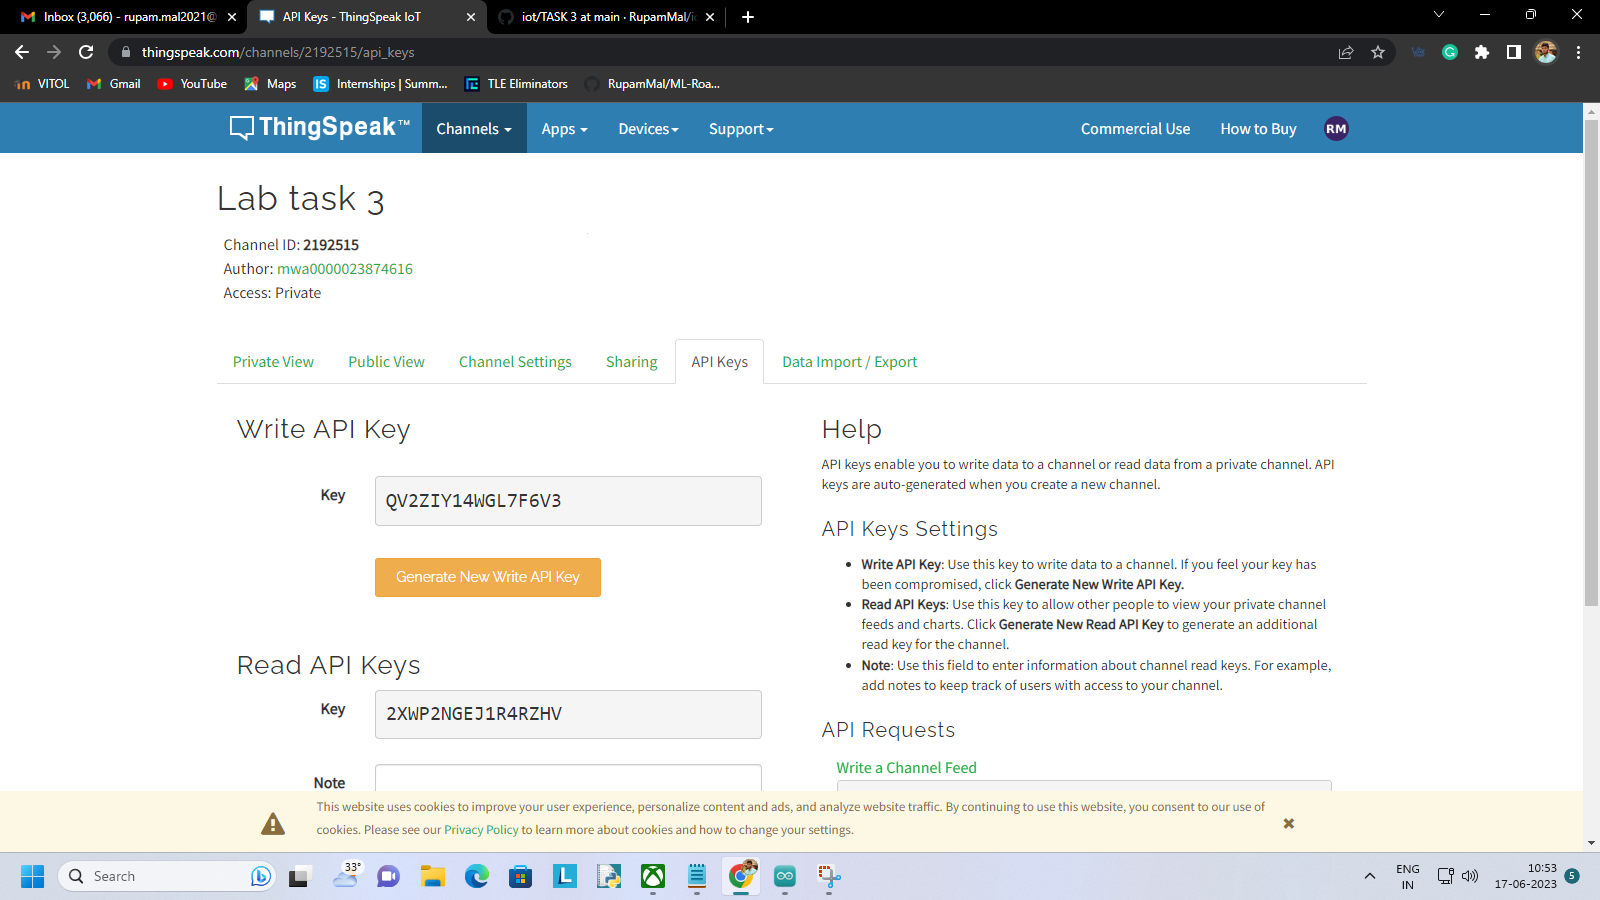 Inbox (3,066) - rupam.mal2021@
API Keys - ThingSpeak IoT
iot/TASK 3 at main · RupamMal/i
thingspeak.com/channels/2192515/api_keys
VITOL
Gmail
YouTube
Maps
IS
Internships | Summ...
TLE Eliminators
RupamMal/ML-Roa...
ThingSpeak™
Channels
Apps
Devices
Support
Commercial Use
How to Buy
RM
Lab task 3
Channel ID: 2192515
Author: mwa0000023874616
Access: Private
Private View
Public View
Channel Settings
Sharing
API Keys
Data Import / Export
Write API Key
Key
QV2ZIY14WGL7F6V3
Generate New Write API Key
Read API Keys
Key
2XWP2NGEJ1R4RZHV
Note
Help
API keys enable you to write data to a channel or read data from a private channel. API
keys are auto-generated when you create a new channel.
API Keys Settings
Write API Key: Use this key to write data to a channel. If you feel your key has
been compromised, click Generate New Write API Key.
Read API Keys: Use this key to allow other people to view your private channel
feeds and charts. Click Generate New Read API Key to generate an additional
read key for the channel.
Note: Use this field to enter information about channel read keys. For example,
add notes to keep track of users with access to your channel.
API Requests
Write a Channel Feed
This website uses cookies to improve your user experience, personalize content and ads, and analyze website traffic. By continuing to use this website, you consent to our use of
cookies. Please see our Privacy Policy to learn more about cookies and how to change your settings.
Search
33°
L
ENG
IN
10:53
17-06-2023
5